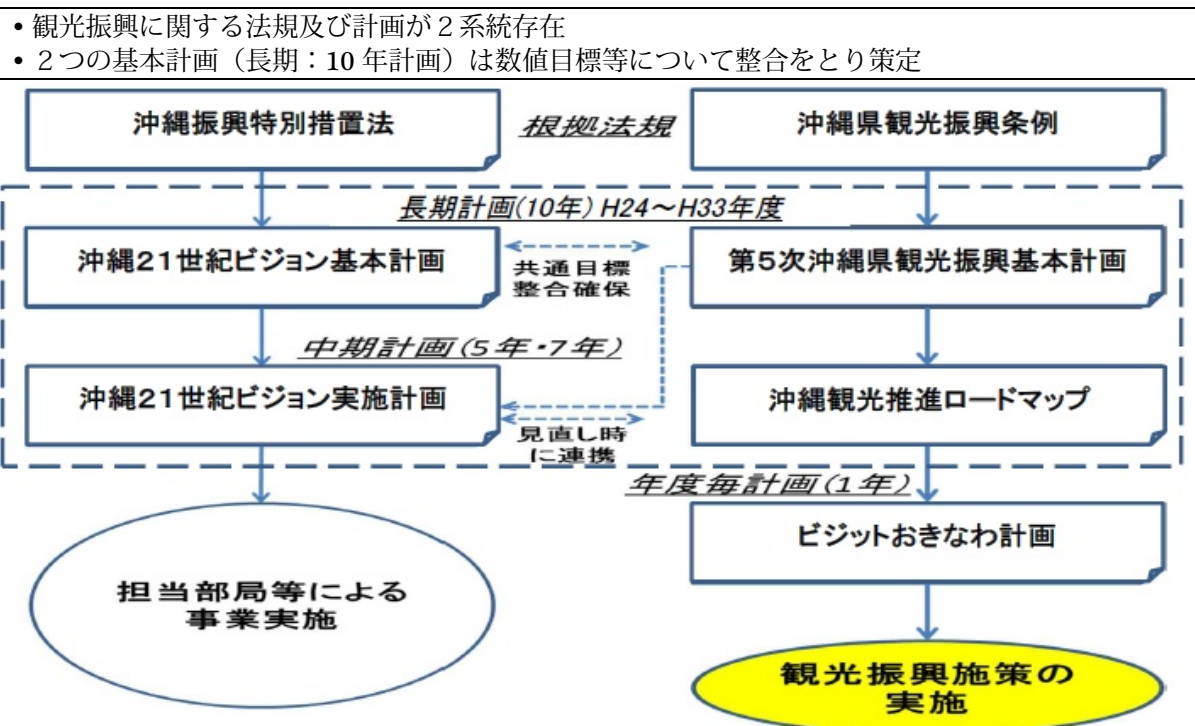 • 観光振興に関する法規及び計画が２系統存在
• ２つの基本計画（長期：10 年計画）は数値目標等について整合をとり策定
沖縄振興特別措置法
根拠法規
沖縄県観光振興条例
長期計画(10年) H24～H33年度
沖縄21世紀ビジョン基本計画
共通目標
整合確保
第5次沖縄県観光振興基本計画
中期計画(5年・7年)
沖縄21世紀ビジョン実施計画
見直し時
に連携
沖縄観光推進ロードマップ
年度毎計画(1年)
ビジットおきなわ計画
担当部局等による
事業実施
観光振興施策の
実施